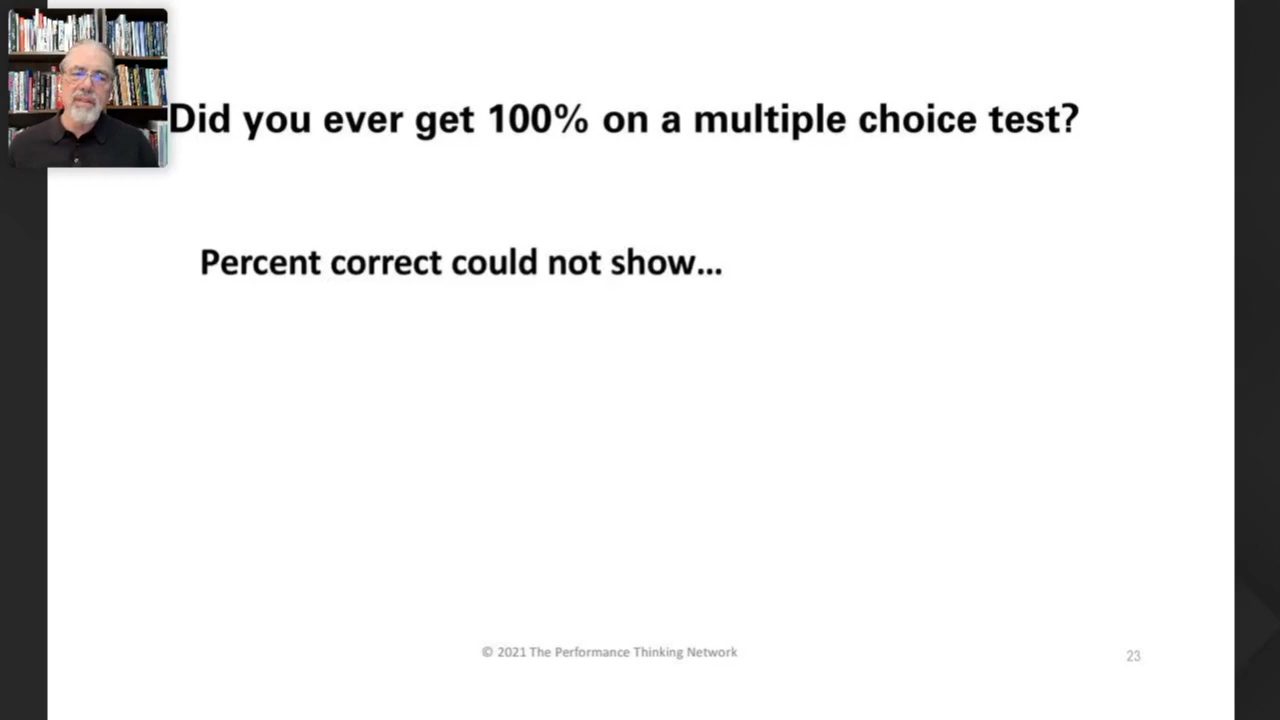 Did you ever get 100% on a multiple choice test?
Percent correct could not show...
© 2021 The Performance Thinking Network
23